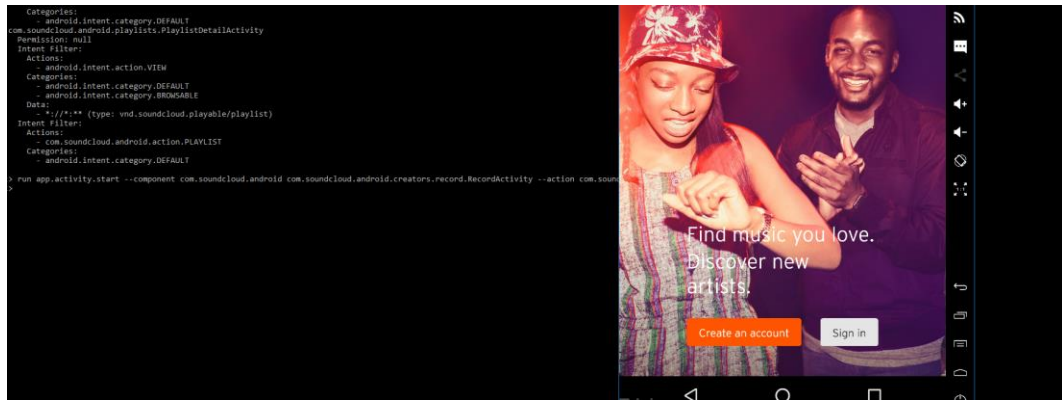 Categories:
- android.intent.category.DEFAULT
com.soundcloud.android.playlists.PlaylistDetailActivity
Permission: null
Intent Filter:
Actions:
- android.intent.action.VIEW
Categories:
- android.intent.category.DEFAULT
- android.intent.category.BROWSABLE
Data:
- *://*:** (type: vnd.soundcloud.playable/playlist)
Intent Filter:
Actions:
- com.soundcloud.android.action.PLAYLIST
Categories:
- android.intent.category.DEFAULT
> run app.activity.start --component com.soundcloud.android com.soundcloud.android.creators.record.RecordActivity --action com.soun
>
Find music you love.
Discover new
artists.
Create an account
Sign in